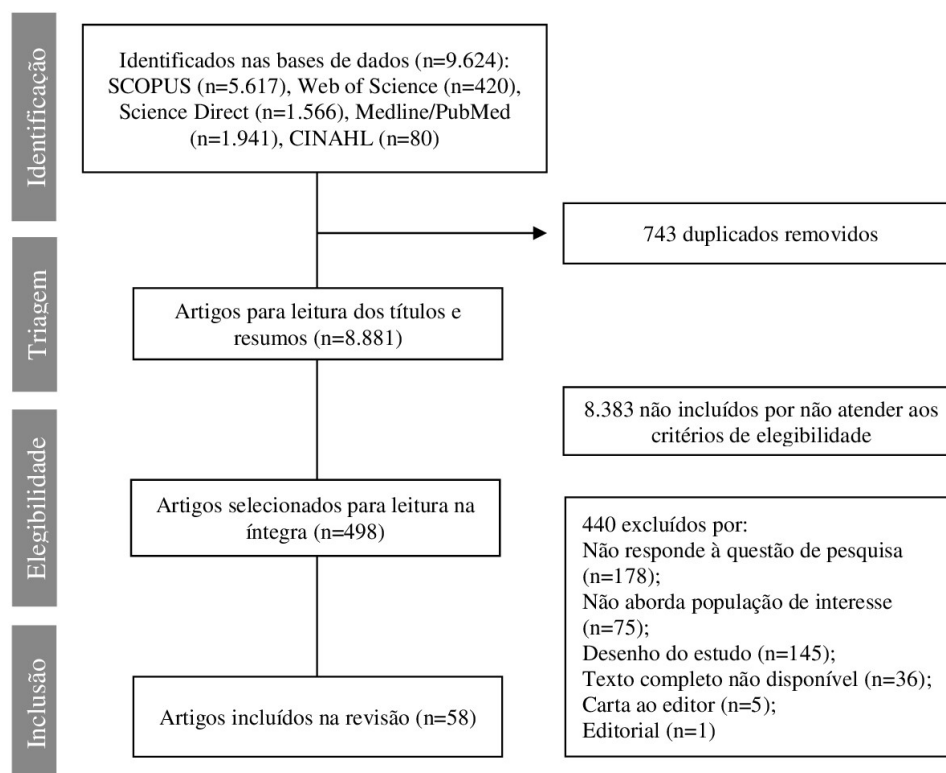 Identificação
Identificados nas bases de dados (n=9.624):
SCOPUS (n=5.617), Web of Science (n=420),
Science Direct (n=1.566), Medline/PubMed
(n=1.941), CINAHL (n=80)
743 duplicados removidos
Triagem
Artigos para leitura dos títulos e
resumos (n=8.881)
8.383 não incluídos por não atender aos
critérios de elegibilidade
Elegibilidade
Artigos selecionados para leitura na
íntegra (n=498)
440 excluídos por:
Não responde à questão de pesquisa
(n=178);
Não aborda população de interesse
(n=75);
Desenho do estudo (n=145);
Texto completo não disponível (n=36);
Carta ao editor (n=5);
Editorial (n=1)
Inclusão
Artigos incluídos na revisão (n=58)